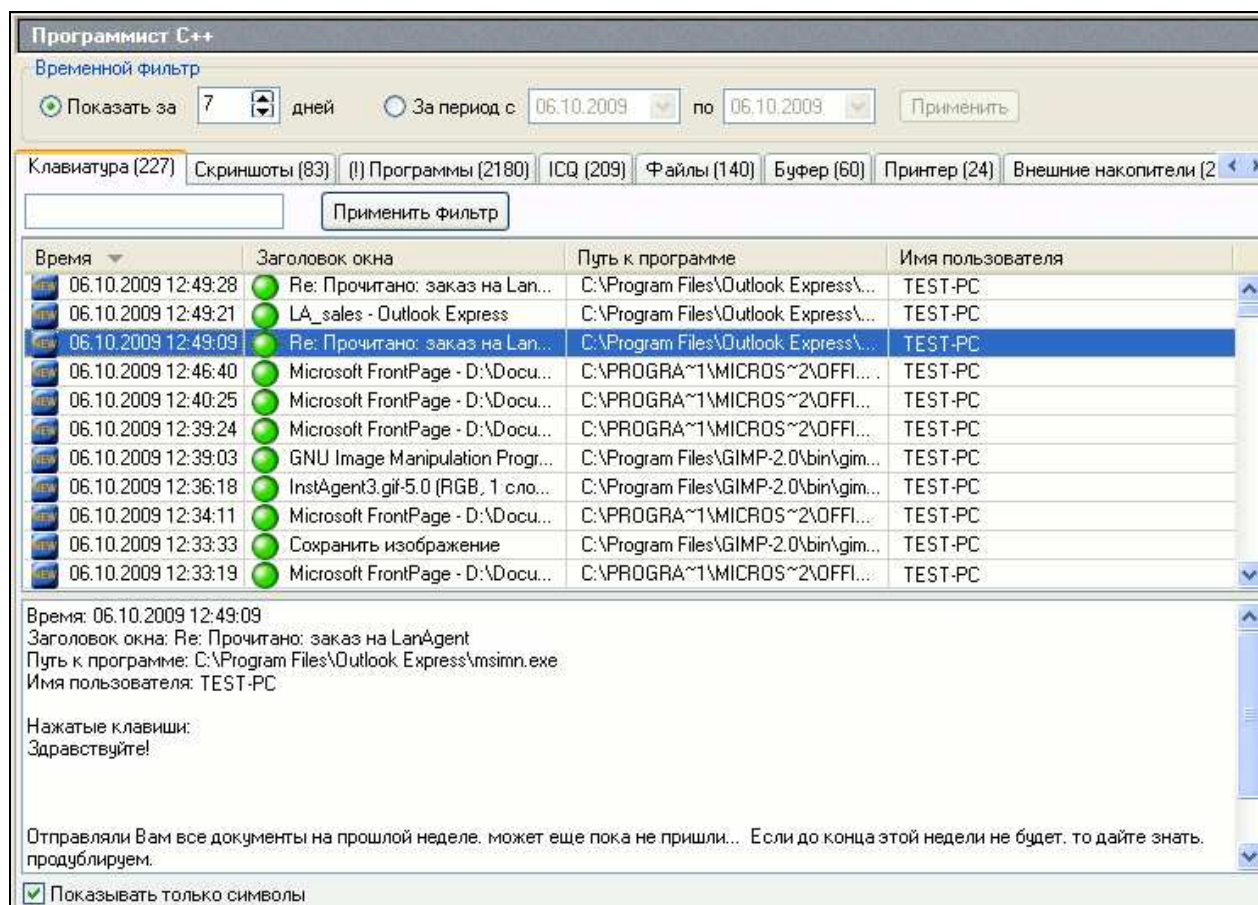 Программист C++
Временной фильтр
Показать за 7 дней За период с 06.10.2009 по 06.10.2009 Применить
Клавиатура (227) Скриншоты (83) (!) Программы (2180) ICQ (209) Файлы (140) Буфер (60) Принтер (24) Внешние накопители (2
Применить фильтр
Время Заголовок окна Путь к программе Имя пользователя
NEW 06.10.2009 12:49:28 Re: Прочитано: заказ на Lan... C:\Program Files\Outlook Express\... TEST-PC
NEW 06.10.2009 12:49:21 LA_sales - Outlook Express C:\Program Files\Outlook Express\... TEST-PC
NEW 06.10.2009 12:49:09 Re: Прочитано: заказ на Lan... C:\Program Files\Outlook Express\... TEST-PC
NEW 06.10.2009 12:46:40 Microsoft FrontPage - D:\Docu... C:\PROGRA~1\MICROS~2\OFFI... TEST-PC
NEW 06.10.2009 12:40:25 Microsoft FrontPage - D:\Docu... C:\PROGRA~1\MICROS~2\OFFI... TEST-PC
NEW 06.10.2009 12:39:24 Microsoft FrontPage - D:\Docu... C:\PROGRA~1\MICROS~2\OFFI... TEST-PC
NEW 06.10.2009 12:39:03 GNU Image Manipulation Progr... C:\Program Files\GIMP-2.0\bin\gim... TEST-PC
NEW 06.10.2009 12:36:18 InstAgent3.gif-5.0 (RGB, 1 сло... C:\Program Files\GIMP-2.0\bin\gim... TEST-PC
NEW 06.10.2009 12:34:11 Microsoft FrontPage - D:\Docu... C:\PROGRA~1\MICROS~2\OFFI... TEST-PC
NEW 06.10.2009 12:33:33 Сохранить изображение C:\Program Files\GIMP-2.0\bin\gim... TEST-PC
NEW 06.10.2009 12:33:19 Microsoft FrontPage - D:\Docu... C:\PROGRA~1\MICROS~2\OFFI... TEST-PC
Время: 06.10.2009 12:49:09
Заголовок окна: Re: Прочитано: заказ на LanAgent
Путь к программе: C:\Program Files\Outlook Express\msimn.exe
Имя пользователя: TEST-PC
Нажатые клавиши:
Здравствуйте!
Отправляли Вам все документы на прошлой неделе. может еще пока не пришли... Если до конца этой недели не будет. то дайте знать.
продублируем.
Показывать только символы